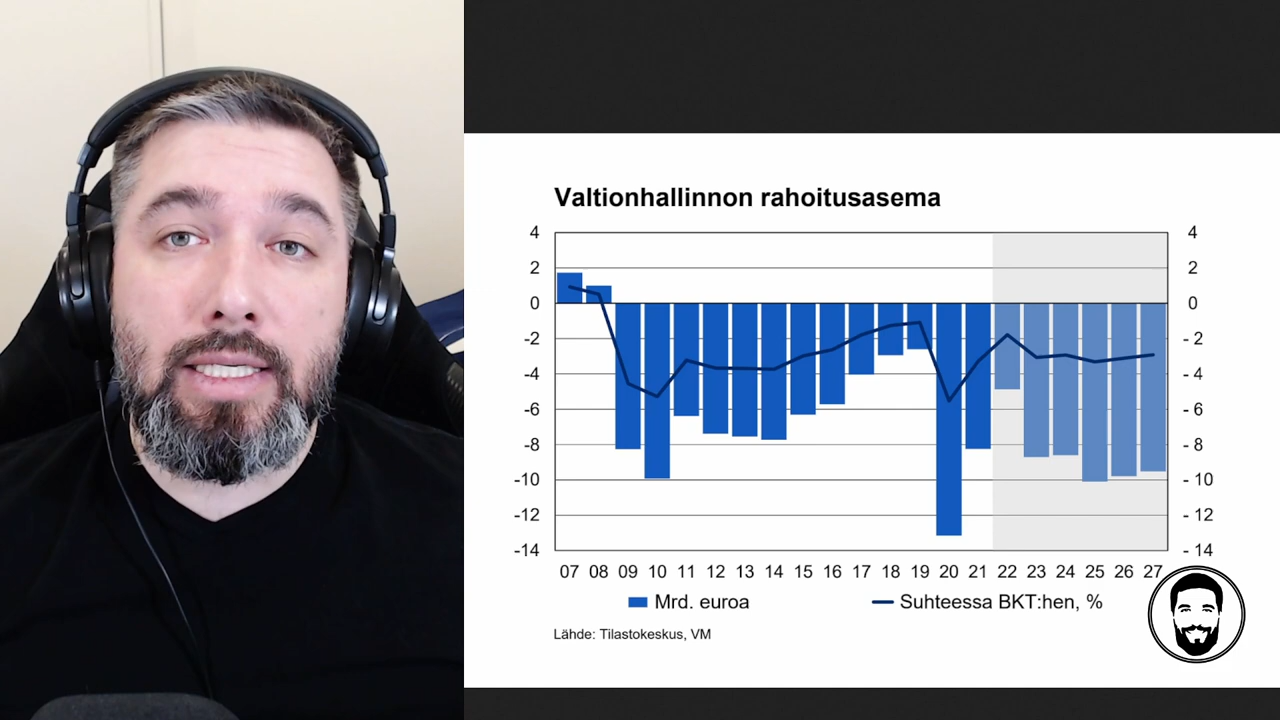 Valtionhallinnon rahoitusasema
4 4
2 2
0 0
-2 - 2
-4 - 4
-6 - 6
-8 - 8
-10 - 10
-12 - 12
-14 - 14
07 08 09 10 11 12 13 14 15 16 17 18 19 20 21 22 23 24 25 26 27
Mrd. euroa Suhteessa BKT:hen, %
Lähde: Tilastokeskus, VM